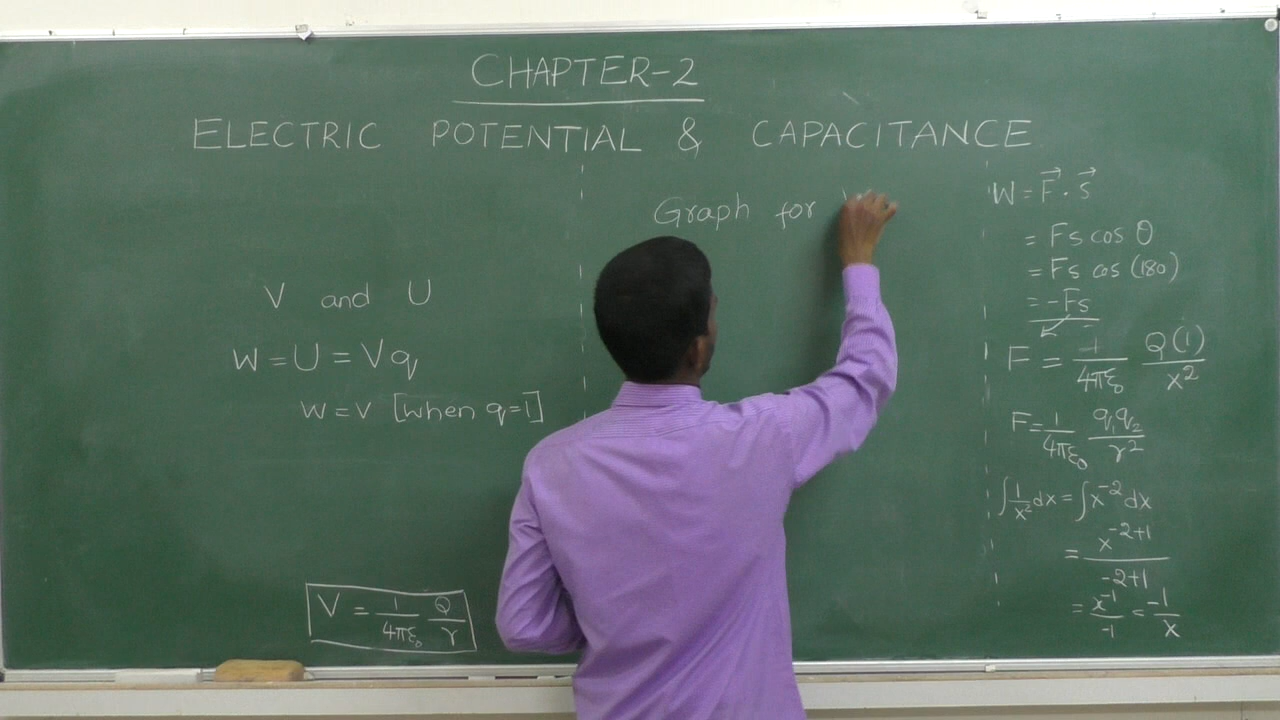 CHAPTER-2
ELECTRIC POTENTIAL & CAPACITANCE
V and U
W = U = Vq
W = V [when q=1]
V = 1/4πε₀ Q/r
Graph for
W = F⃗ · s⃗
= Fs cos θ
= Fs cos (180)
= -Fs
F = -1/4πε₀ Q(1)/x²
F = 1/4πε₀ q₁q₂/r²
∫ 1/x² dx = ∫ x⁻² dx
= x⁻²⁺¹/-2+1
= x⁻¹/-1 = -1/x